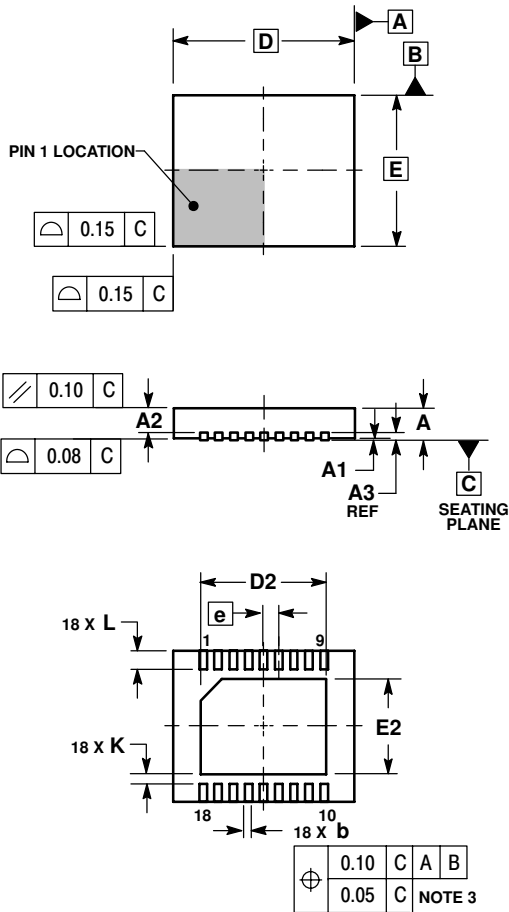 D
A
B
PIN 1 LOCATION
E
⌓ 0.15 C
⌓ 0.15 C
⫽ 0.10 C
A2
A
⌓ 0.08 C
A1
A3
REF
C
SEATING
PLANE
D2
e
18 X L
1
9
E2
18 X K
18
10
18 X b
⌖ 0.10 C A B
0.05 C NOTE 3